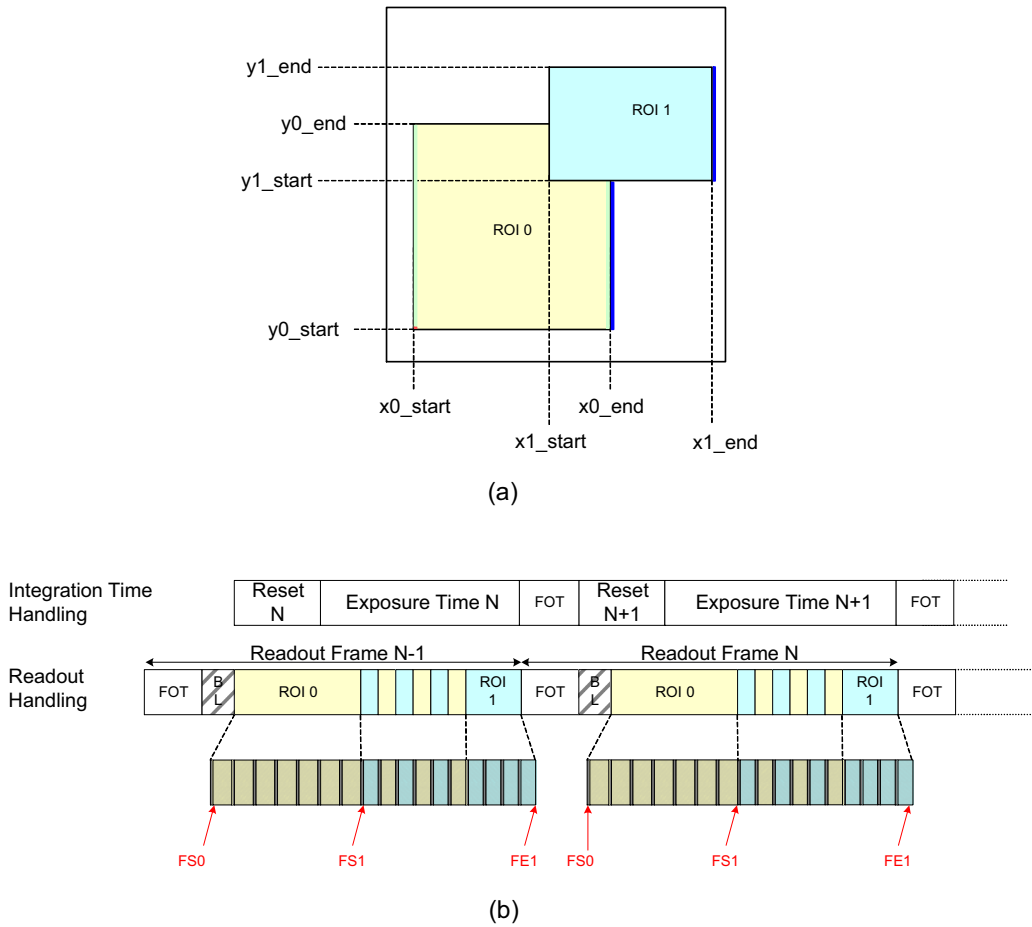 y1_end
ROI 1
y0_end
y1_start
ROI 0
y0_start
x0_start
x0_end
x1_start
x1_end
(a)
Integration Time
Handling
Reset
N
Exposure Time N
FOT
Reset
N+1
Exposure Time N+1
FOT
Readout Frame N-1
Readout Frame N
Readout
Handling
FOT
B
L
ROI 0
ROI
1
FOT
B
L
ROI 0
ROI
1
FOT
FS0
FS1
FE1
FS0
FS1
FE1
(b)